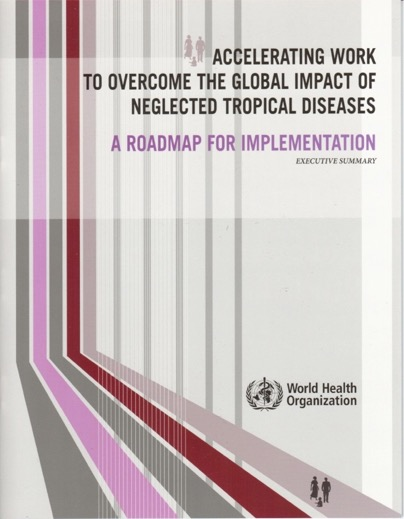 ACCELERATING WORK
TO OVERCOME THE GLOBAL IMPACT OF
NEGLECTED TROPICAL DISEASES
A ROADMAP FOR IMPLEMENTATION
EXECUTIVE SUMMARY
World Health
Organization